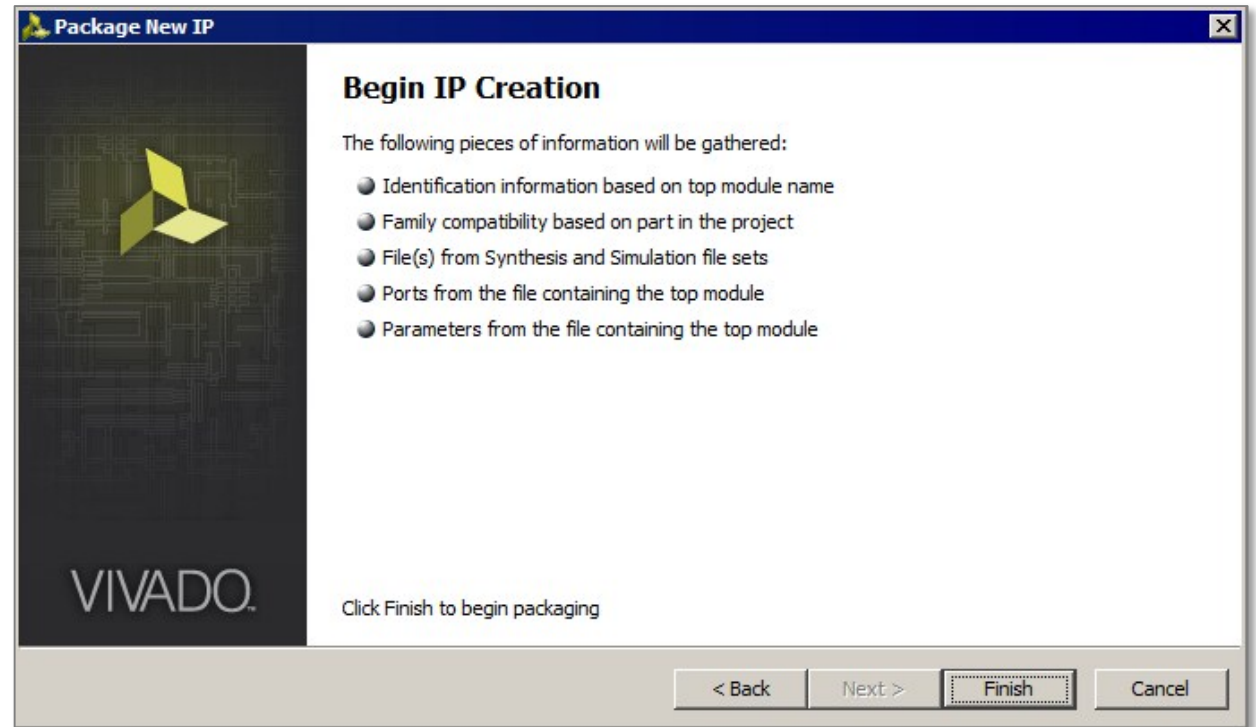 Package New IP
Begin IP Creation
The following pieces of information will be gathered:
Identification information based on top module name
Family compatibility based on part in the project
File(s) from Synthesis and Simulation file sets
Ports from the file containing the top module
Parameters from the file containing the top module
VIVADO™
Click Finish to begin packaging
< Back Next > Finish Cancel